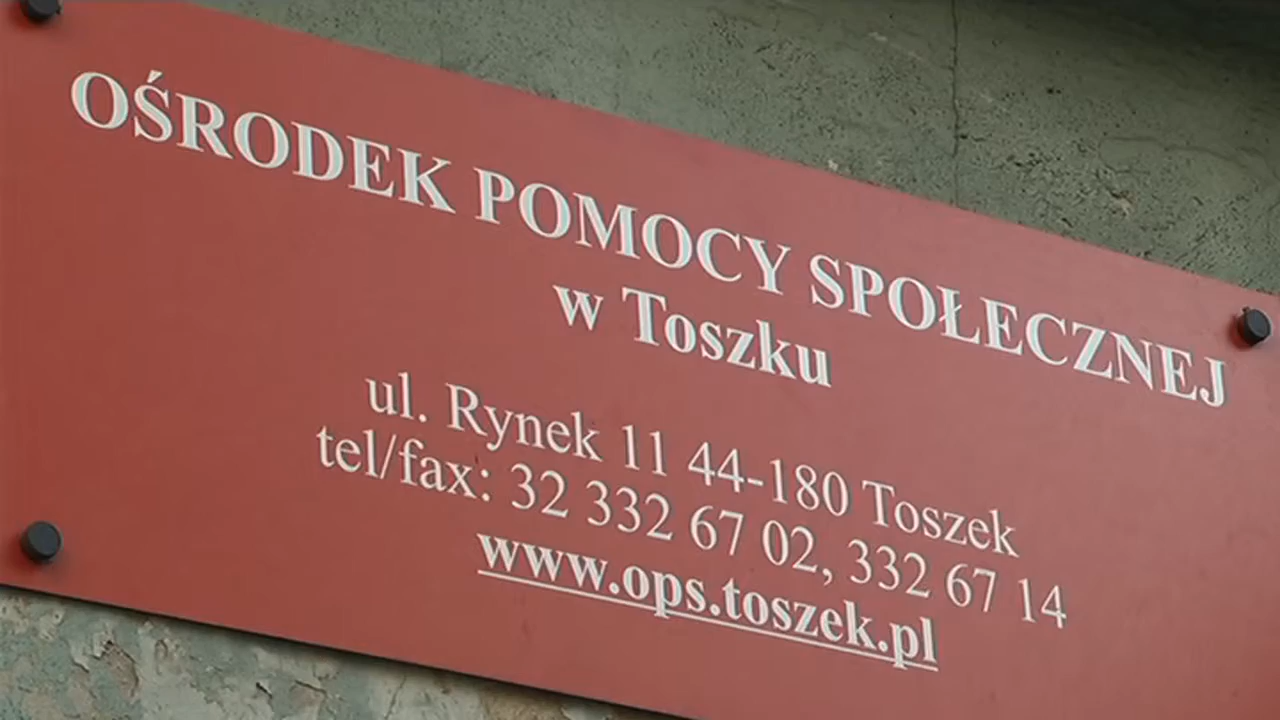 OŚRODEK POMOCY SPOŁECZNEJ
w Toszku
ul. Rynek 11 44-180 Toszek
tel/fax: 32 332 67 02, 332 67 14
www.ops.toszek.pl